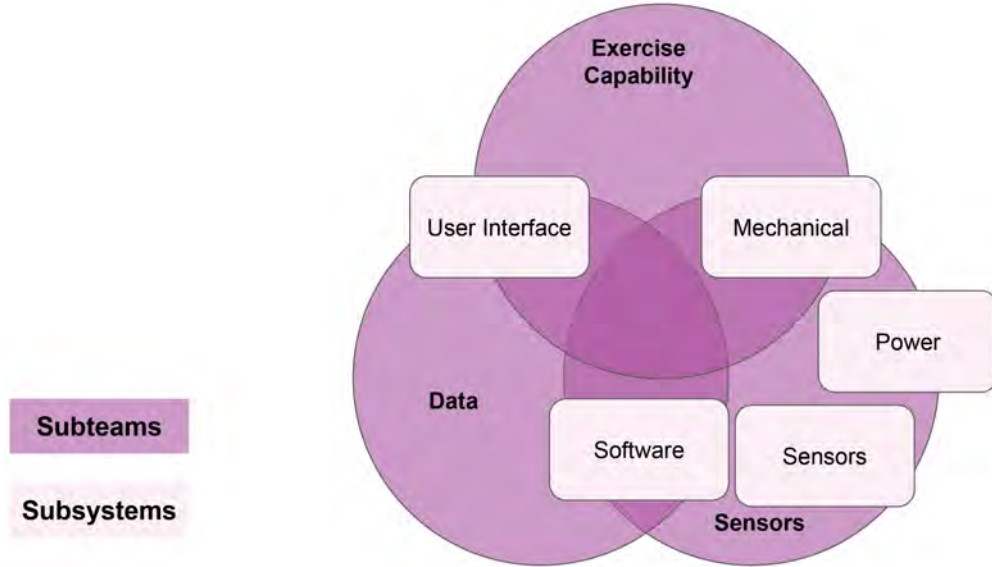 Exercise
Capability
User Interface
Mechanical
Power
Data
Subteams
Software
Sensors
Subsystems
Sensors